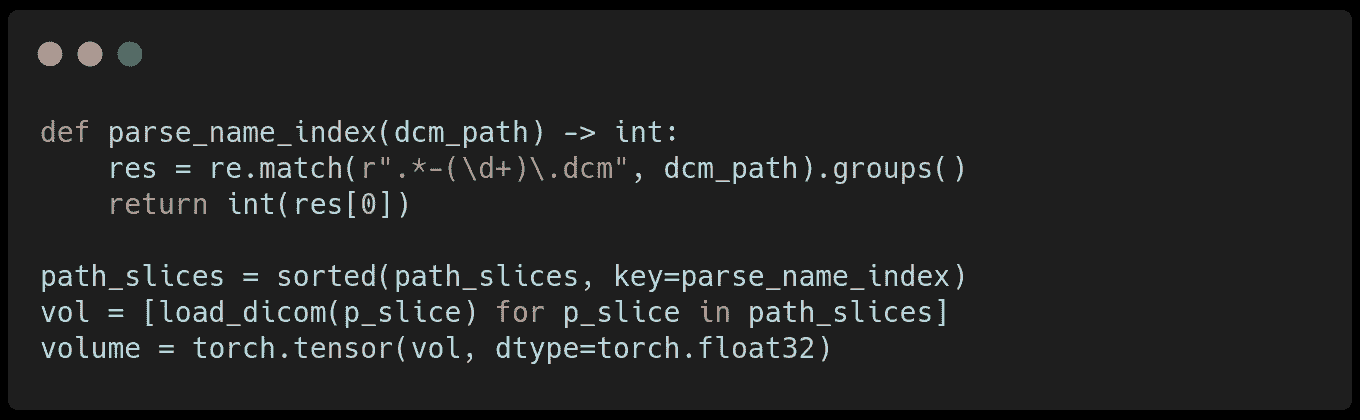 def parse_name_index(dcm_path) -> int:
    res = re.match(r".*-(\d+)\.dcm", dcm_path).groups()
    return int(res[0])

path_slices = sorted(path_slices, key=parse_name_index)
vol = [load_dicom(p_slice) for p_slice in path_slices]
volume = torch.tensor(vol, dtype=torch.float32)